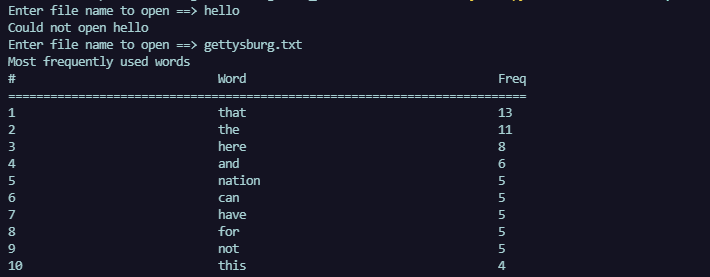 Enter file name to open ==> hello
Could not open hello
Enter file name to open ==> gettysburg.txt
Most frequently used words
# Word Freq
==========================================================================
1 that 13
2 the 11
3 here 8
4 and 6
5 nation 5
6 can 5
7 have 5
8 for 5
9 not 5
10 this 4